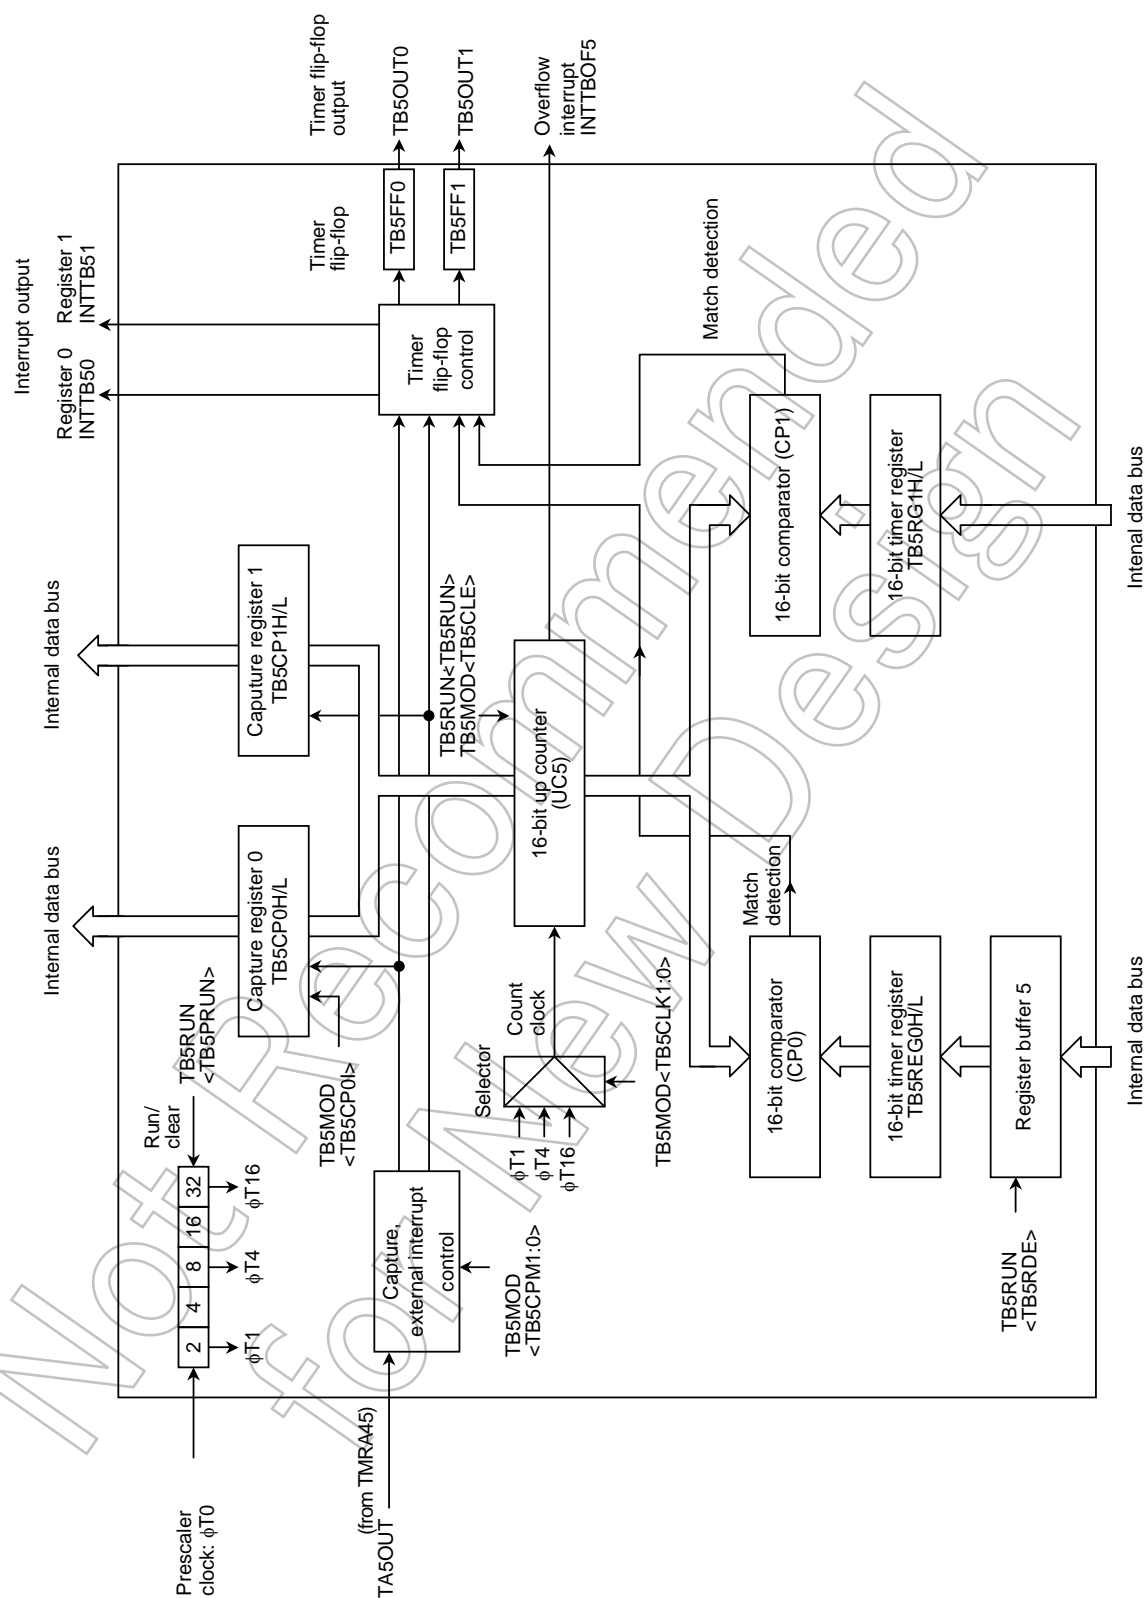 Prescaler
clock: ϕT0
2
4
8
16
32
ϕT1
ϕT4
ϕT16
Run/
clear
TB5RUN
<TB5PRUN>
Internal data bus
Internal data bus
Interrupt output
Register 0
INTTB50
Register 1
INTTB51
Capture register 0
TB5CP0H/L
Caputure register 1
TB5CP1H/L
TB5MOD
<TB5CP0I>
TA5OUT
(from TMRA45)
Capture,
external interrupt
control
TB5MOD
<TB5CPM1:0>
Timer
flip-flop
control
Timer
flip-flop
TB5FF0
TB5FF1
Timer flip-flop
output
TB5OUT0
TB5OUT1
TB5RUN<TB5RUN>
TB5MOD<TB5CLE>
Selector
ϕT1
ϕT4
ϕT16
Count
clock
TB5MOD<TB5CLK1:0>
16-bit up counter
(UC5)
Overflow
interrupt
INTTBOF5
Match
detection
Match detection
16-bit comparator
(CP0)
16-bit comparator (CP1)
16-bit timer register
TB5REG0H/L
16-bit timer register
TB5RG1H/L
Register buffer 5
TB5RUN
<TB5RDE>
Internal data bus
Intenal data bus
Not Recommended
for New Design